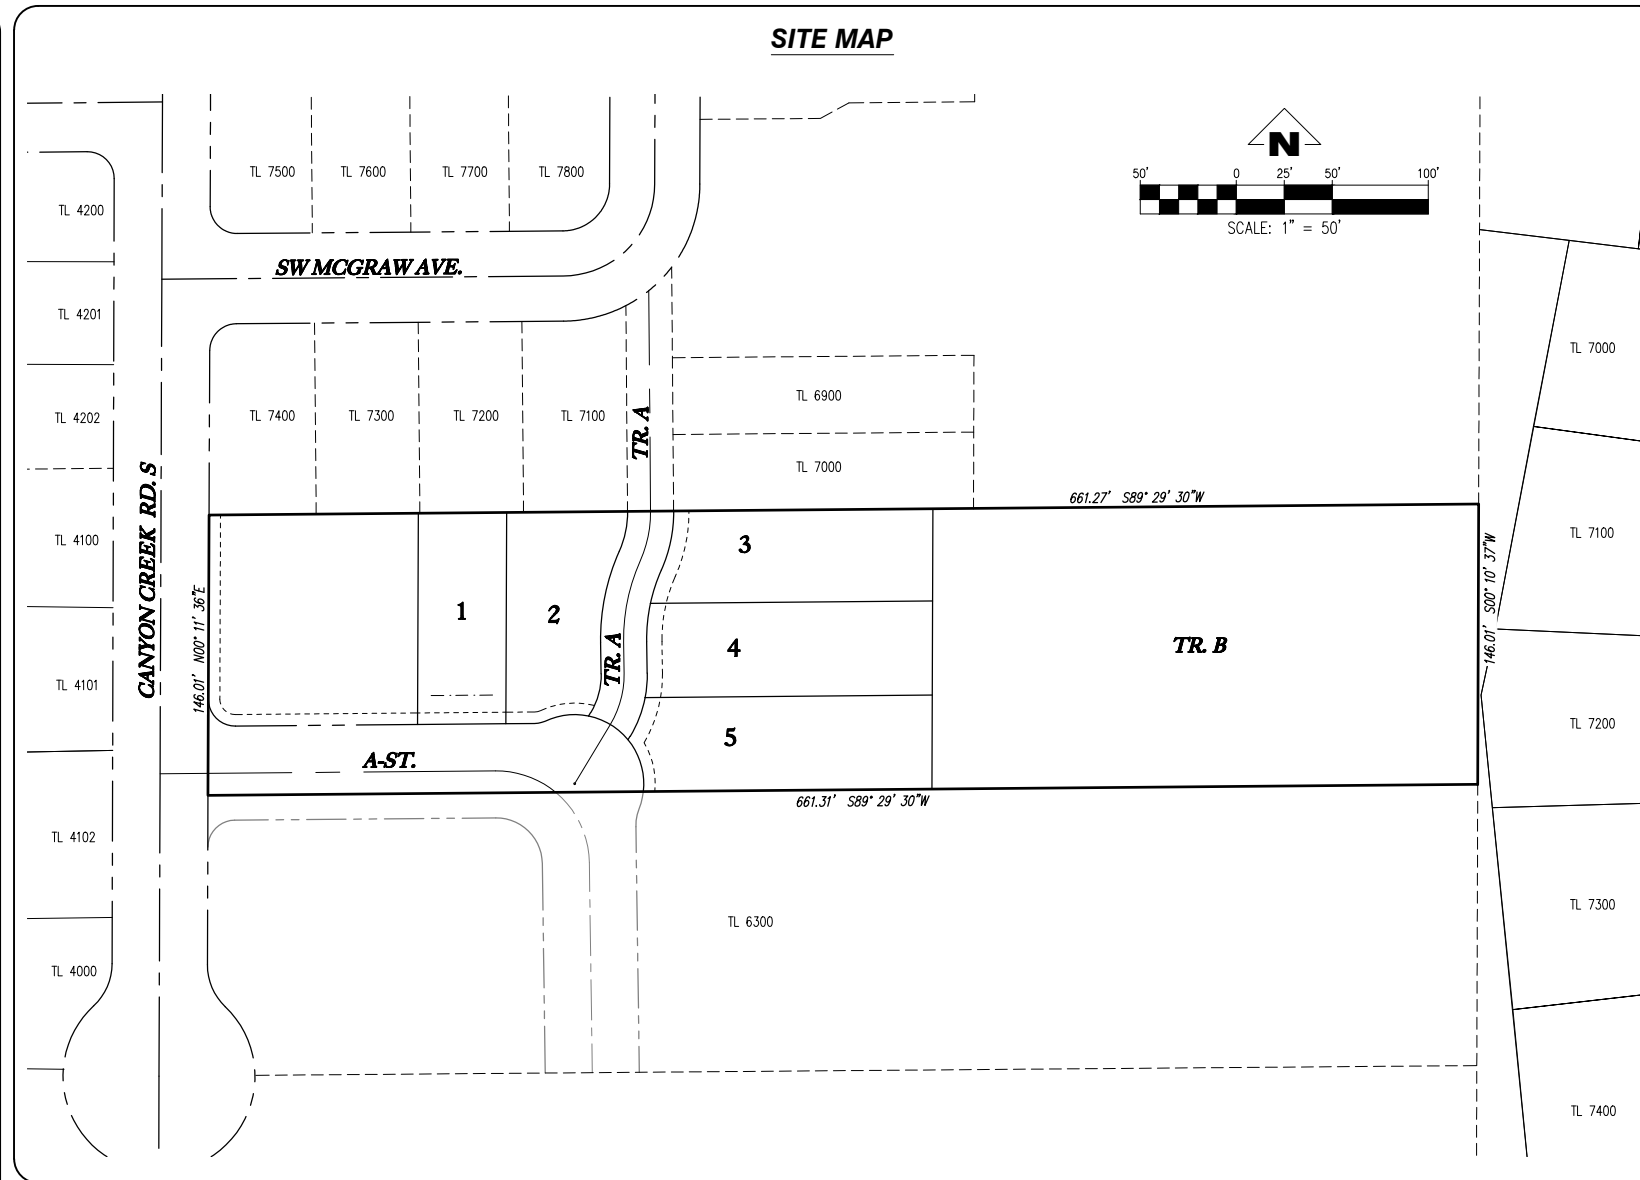 SITE MAP
N
50' 0 25' 50' 100'
SCALE: 1" = 50'
TL 7500
TL 7600
TL 7700
TL 7800
TL 4200
SW MCGRAW AVE.
TL 4201
TL 7000
TL 6900
TL 4202
TL 7400
TL 7300
TL 7200
TL 7100
TR. A
TL 7000
CANYON CREEK RD. S
661.27' S89° 29' 30"W
TL 4100
3
TL 7100
146.01' N00° 11' 36"E
146.01' S00° 10' 37"W
1
2
TR. A
4
TR. B
TL 4101
5
TL 7200
A-ST.
661.31' S89° 29' 30"W
TL 4102
TL 6300
TL 7300
TL 4000
TL 7400